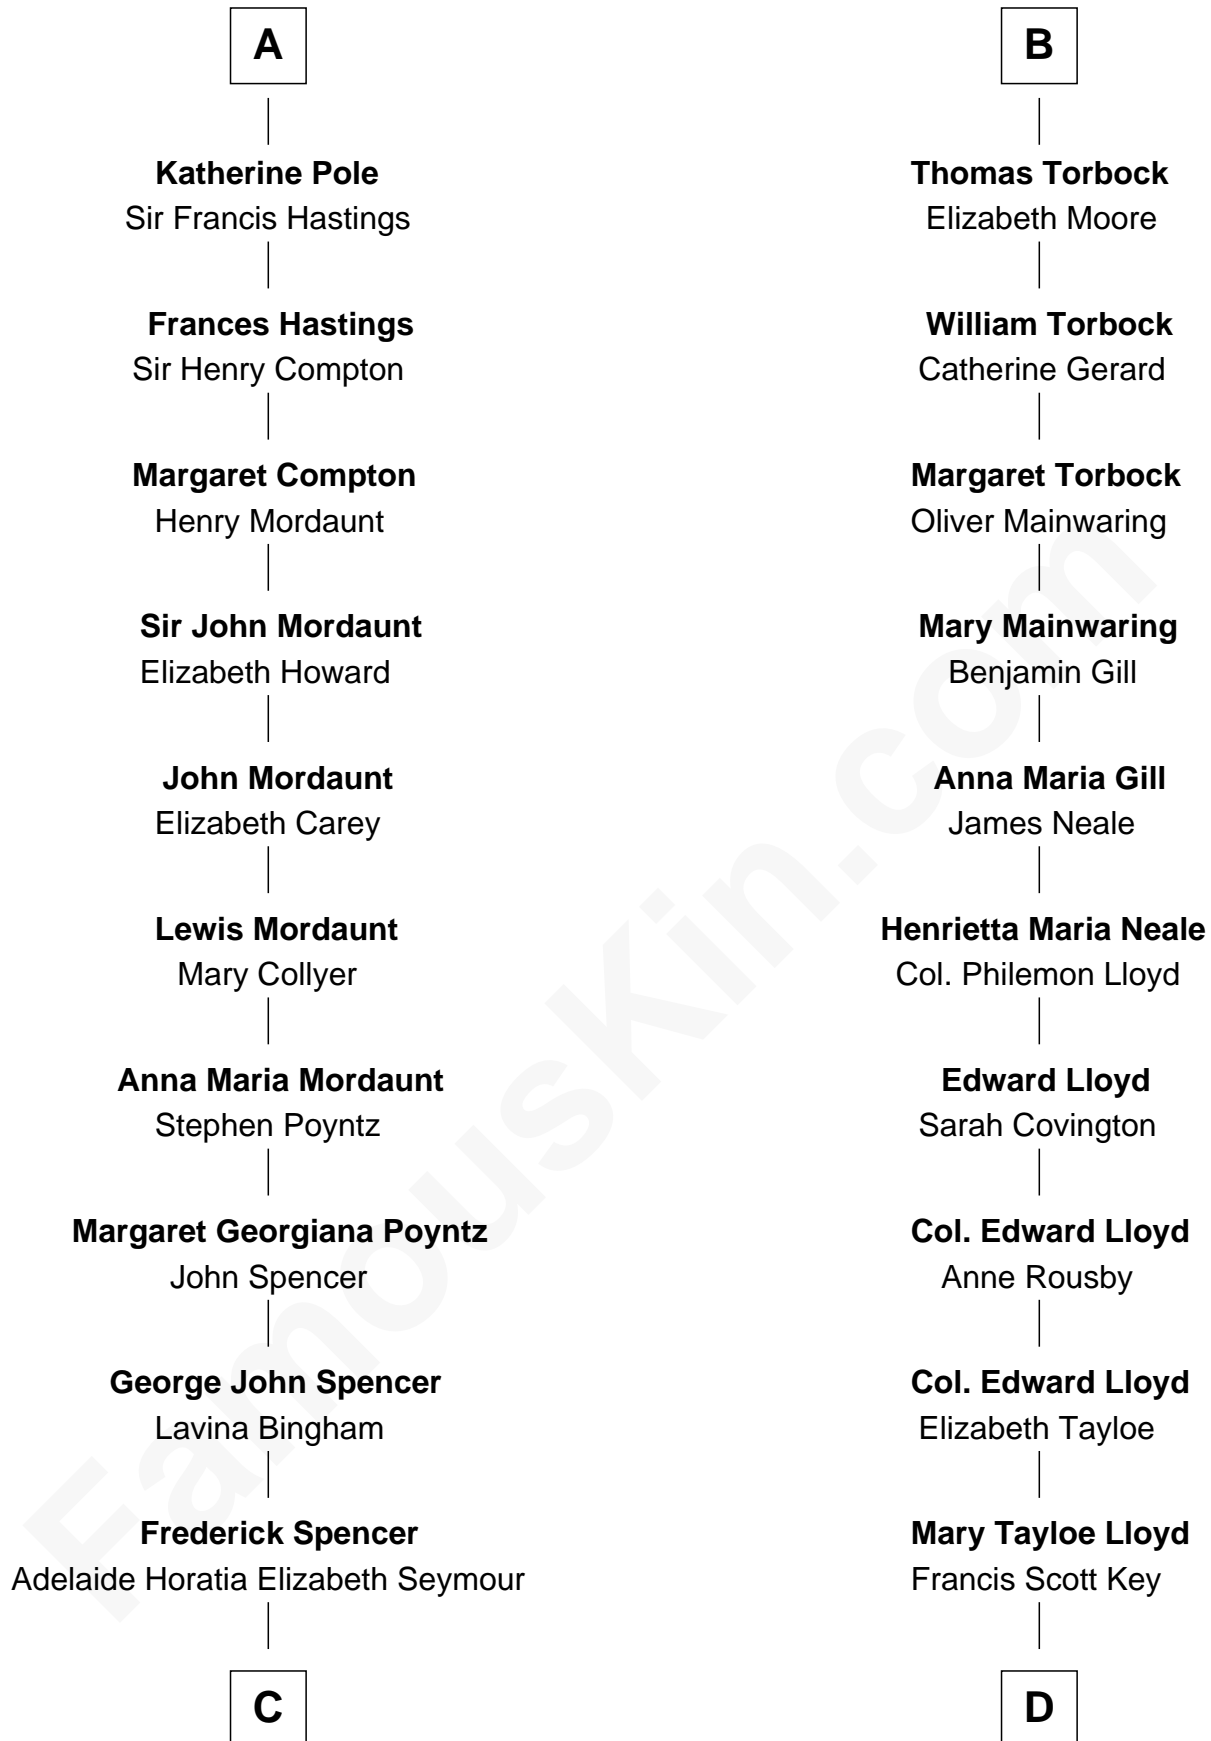 A
Katherine Pole
Sir Francis Hastings
Frances Hastings
Sir Henry Compton
Margaret Compton
Henry Mordaunt
Sir John Mordaunt
Elizabeth Howard
John Mordaunt
Elizabeth Carey
Lewis Mordaunt
Mary Collyer
Anna Maria Mordaunt
Stephen Poyntz
Margaret Georgiana Poyntz
John Spencer
George John Spencer
Lavina Bingham
Frederick Spencer
Adelaide Horatia Elizabeth Seymour
C
B
Thomas Torbock
Elizabeth Moore
William Torbock
Catherine Gerard
Margaret Torbock
Oliver Mainwaring
Mary Mainwaring
Benjamin Gill
Anna Maria Gill
James Neale
Henrietta Maria Neale
Col. Philemon Lloyd
Edward Lloyd
Sarah Covington
Col. Edward Lloyd
Anne Rousby
Col. Edward Lloyd
Elizabeth Tayloe
Mary Tayloe Lloyd
Francis Scott Key
D
FamousKin.com